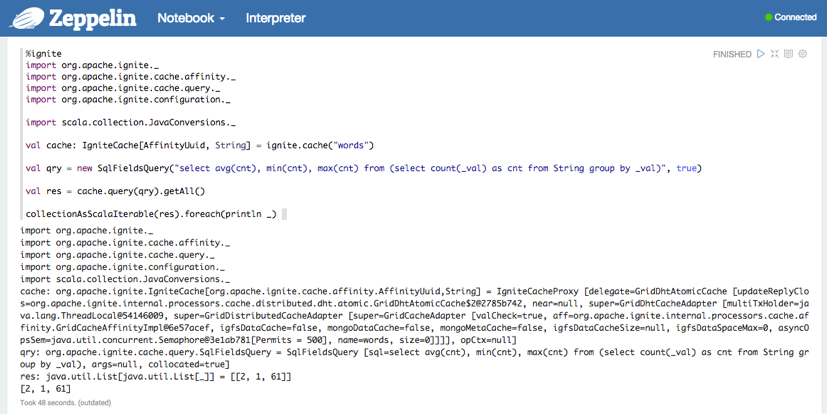 Zeppelin Notebook Interpreter Connected
%ignite FINISHED
import org.apache.ignite._
import org.apache.ignite.cache.affinity._
import org.apache.ignite.cache.query._
import org.apache.ignite.configuration._
import scala.collection.JavaConversions._
val cache: IgniteCache[AffinityUuid, String] = ignite.cache("words")
val qry = new SqlFieldsQuery("select avg(cnt), min(cnt), max(cnt) from (select count(_val) as cnt from String group by _val)", true)
val res = cache.query(qry).getAll()
collectionAsScalaIterable(res).foreach(println _)
import org.apache.ignite._
import org.apache.ignite.cache.affinity._
import org.apache.ignite.cache.query._
import org.apache.ignite.configuration._
import scala.collection.JavaConversions._
cache: org.apache.ignite.IgniteCache[org.apache.ignite.cache.affinity.AffinityUuid,String] = IgniteCacheProxy [delegate=GridDhtAtomicCache [updateReplyClos=org.apache.ignite.internal.processors.cache.distributed.dht.atomic.GridDhtAtomicCache$2@2785b742, near=null, super=GridDhtCacheAdapter [multiTxHolder=ja
va.lang.ThreadLocal@54146009, super=GridDistributedCacheAdapter [super=GridCacheAdapter [valCheck=true, aff=org.apache.ignite.internal.processors.cache.af
finity.GridCacheAffinityImpl@6e57acef, igfsDataCache=false, mongoDataCache=false, mongoMetaCache=false, igfsDataCacheSize=null, igfsDataSpaceMax=0, asyncO
psSem=java.util.concurrent.Semaphore@3e1ab781[Permits = 500], name=words, size=0]]]], opCtx=null]
qry: org.apache.ignite.cache.query.SqlFieldsQuery = SqlFieldsQuery [sql=select avg(cnt), min(cnt), max(cnt) from (select count(_val) as cnt from String gr
oup by _val), args=null, collocated=true]
res: java.util.List[java.util.List[_]] = [[2, 1, 61]]
[2, 1, 61]
Took 48 seconds. (outdated)